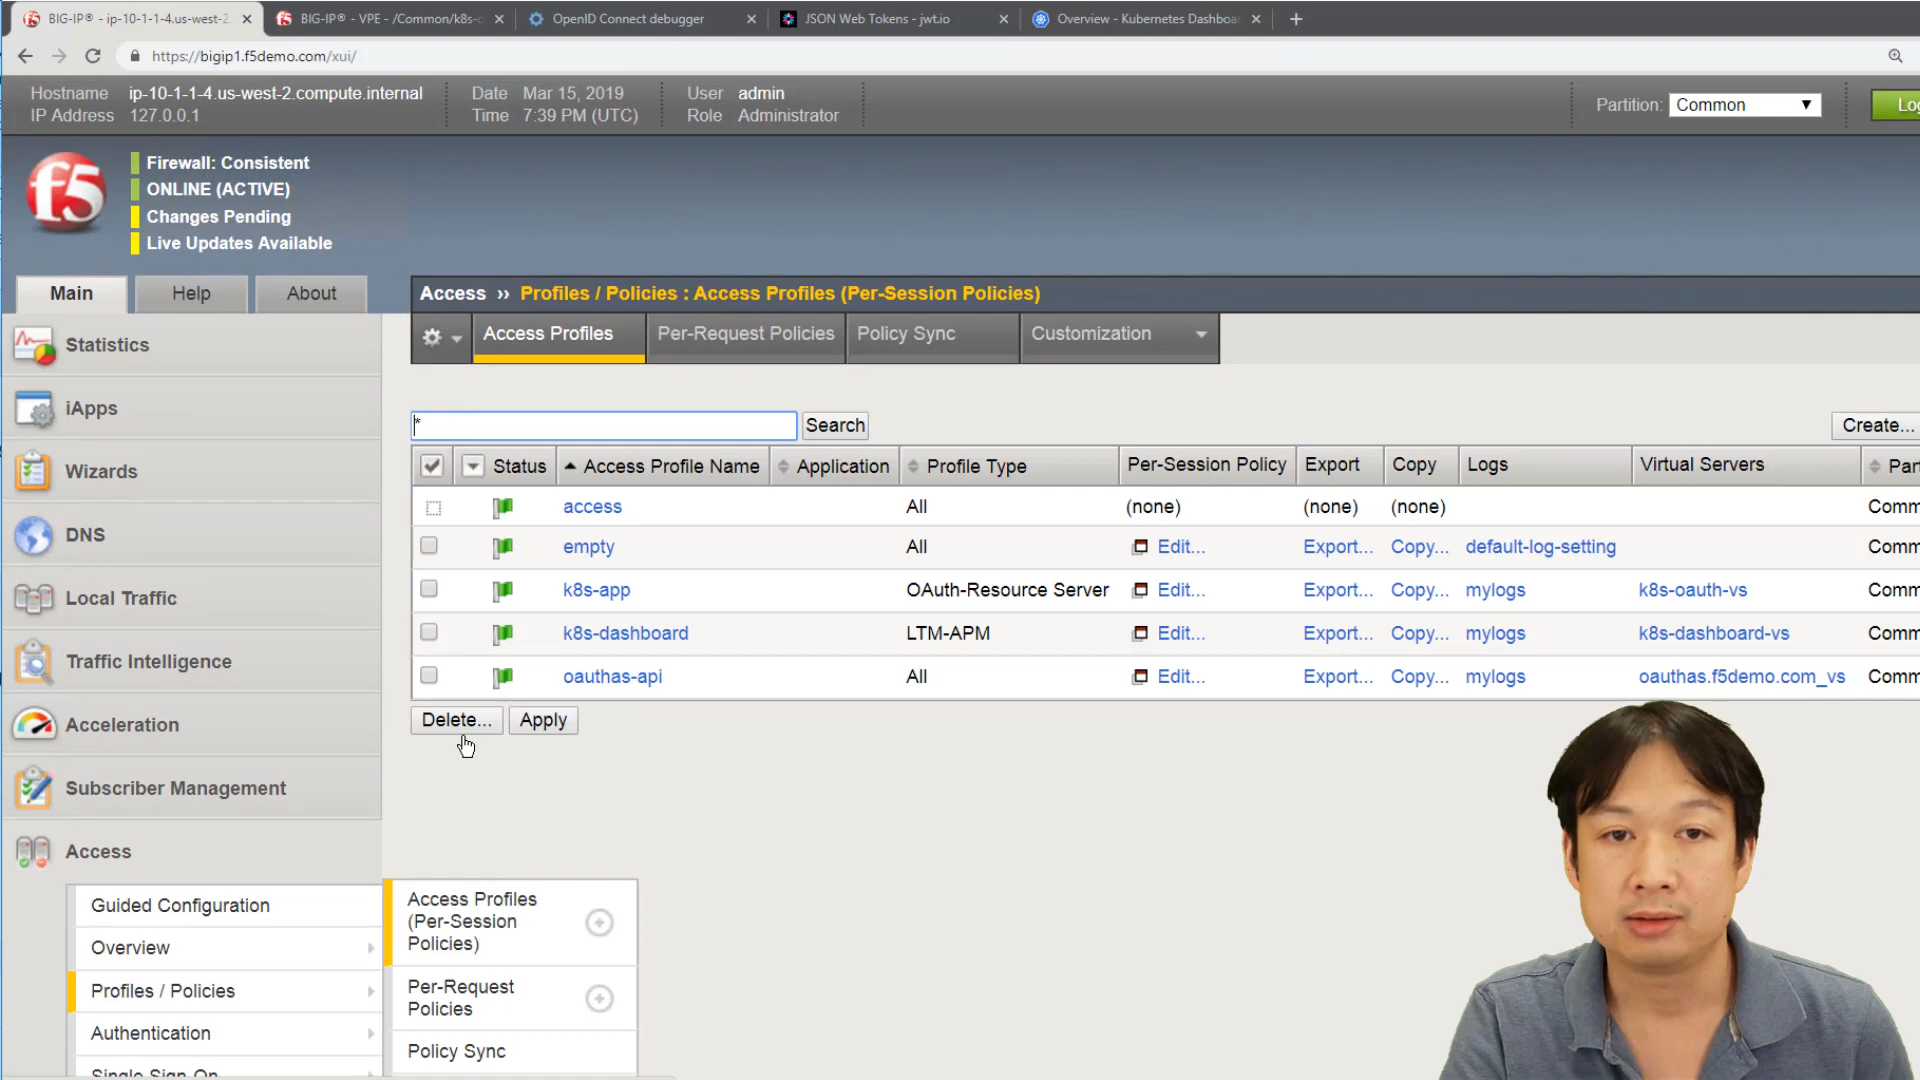 BIG-IP® - ip-10-1-1-4.us-west-2
BIG-IP® - VPE - /Common/k8s-c
OpenID Connect debugger
JSON Web Tokens - jwt.io
Overview - Kubernetes Dashboa
https://bigip1.f5demo.com/xui/
Hostname ip-10-1-1-4.us-west-2.compute.internal
IP Address 127.0.0.1
Date Mar 15, 2019
Time 7:39 PM (UTC)
User admin
Role Administrator
Partition: Common
Log
f5
Firewall: Consistent
ONLINE (ACTIVE)
Changes Pending
Live Updates Available
Main Help About
Access ›› Profiles / Policies : Access Profiles (Per-Session Policies)
Access Profiles Per-Request Policies Policy Sync Customization
* Search Create...
Status Access Profile Name Application Profile Type Per-Session Policy Export Copy Logs Virtual Servers Par
access All (none) (none) (none) Comm
empty All Edit... Export... Copy... default-log-setting Comm
k8s-app OAuth-Resource Server Edit... Export... Copy... mylogs k8s-oauth-vs Comm
k8s-dashboard LTM-APM Edit... Export... Copy... mylogs k8s-dashboard-vs Comm
oauthas-api All Edit... Export... Copy... mylogs oauthas.f5demo.com_vs Comm
Delete... Apply
Statistics
iApps
Wizards
DNS
Local Traffic
Traffic Intelligence
Acceleration
Subscriber Management
Access
Guided Configuration
Overview
Profiles / Policies
Authentication
Single Sign-On
Access Profiles
(Per-Session
Policies)
Per-Request
Policies
Policy Sync